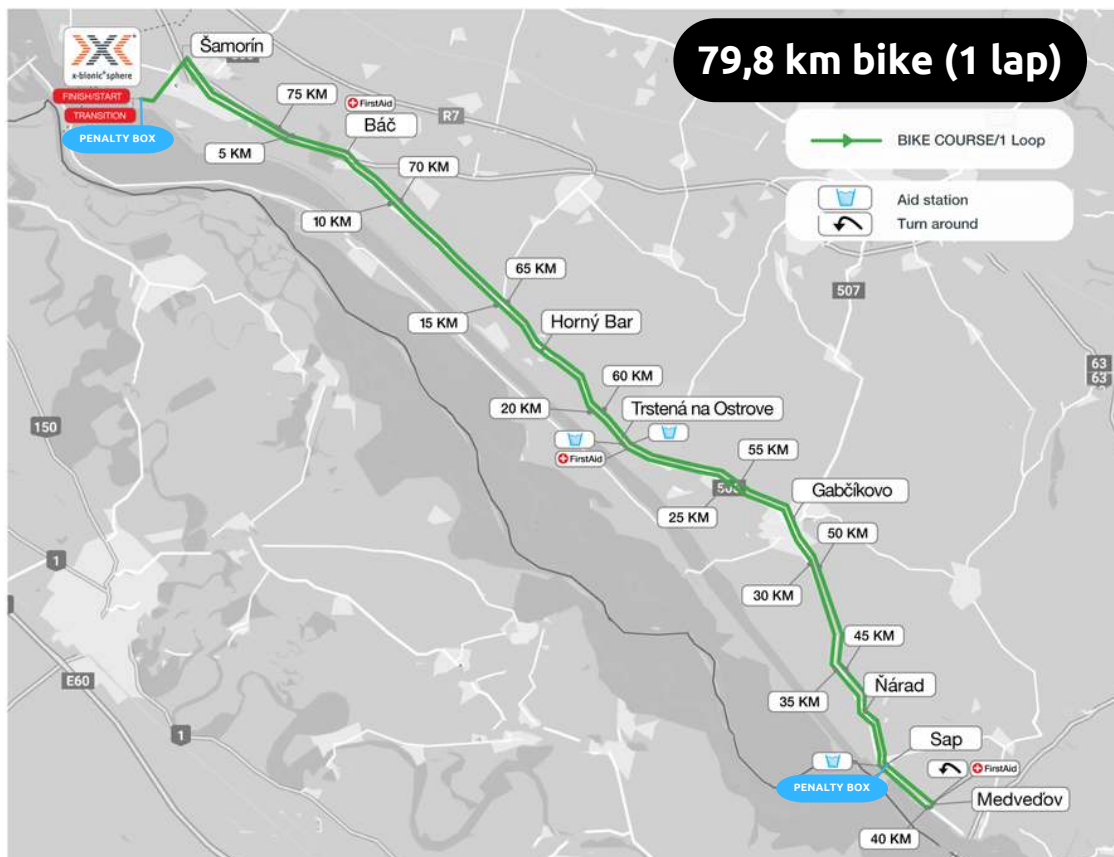 79,8 km bike (1 lap)
x-bionic® sphere
Šamorín
FINISH/START
TRANSITION
PENALTY BOX
75 KM
FirstAid
Báč
R7
BIKE COURSE/1 Loop
Aid station
Turn around
5 KM
70 KM
10 KM
65 KM
507
15 KM
Horný Bar
63
63
60 KM
20 KM
Trstená na Ostrove
150
FirstAid
55 KM
25 KM
Gabčíkovo
50 KM
1
30 KM
45 KM
E60
35 KM
Ňárad
1
Sap
FirstAid
PENALTY BOX
Medveďov
40 KM